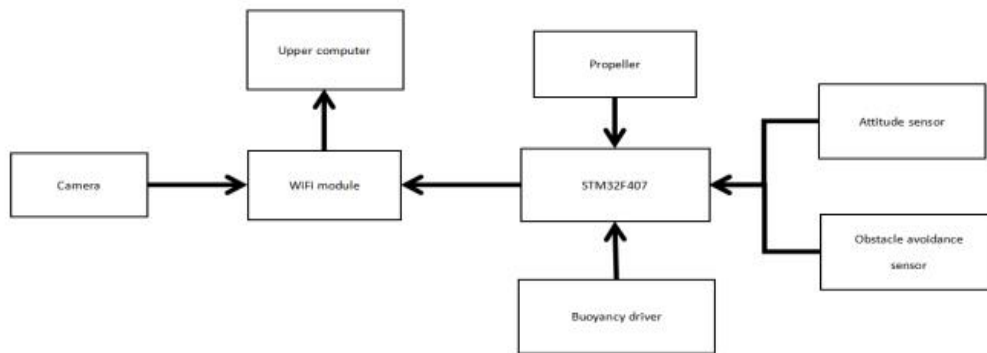 Upper computer
Propeller
Attitude sensor
Camera
WIFI module
STM32F407
Obstacle avoidance
sensor
Buoyancy driver